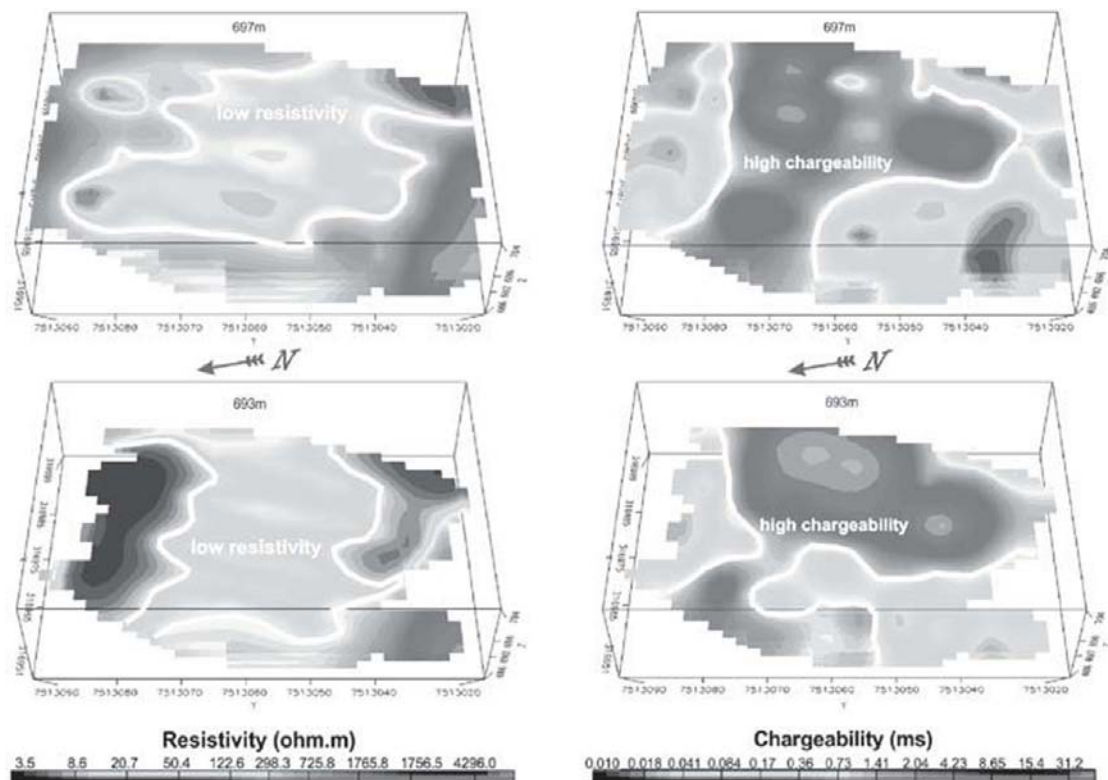 697m
697m
low resistivity
high chargeability
7513060 7513080 7513070 7513060 7513050 7513040 7513020
7513090 7513080 7513070 7513060 7513050 7513040 7513020
Y
Y
N
N
693m
693m
low resistivity
high chargeability
7513060 7513080 7513070 7513060 7513050 7513040 7513020
7513090 7513080 7513070 7513060 7513050 7513040 7513020
Y
Y
Resistivity (ohm.m)
Chargeability (ms)
3.5 8.6 20.7 50.4 122.6 298.3 725.8 1765.8 1756.5 4296.0
0.010 0.018 0.041 0.084 0.17 0.36 0.73 1.41 2.04 4.23 8.65 15.4 31.2